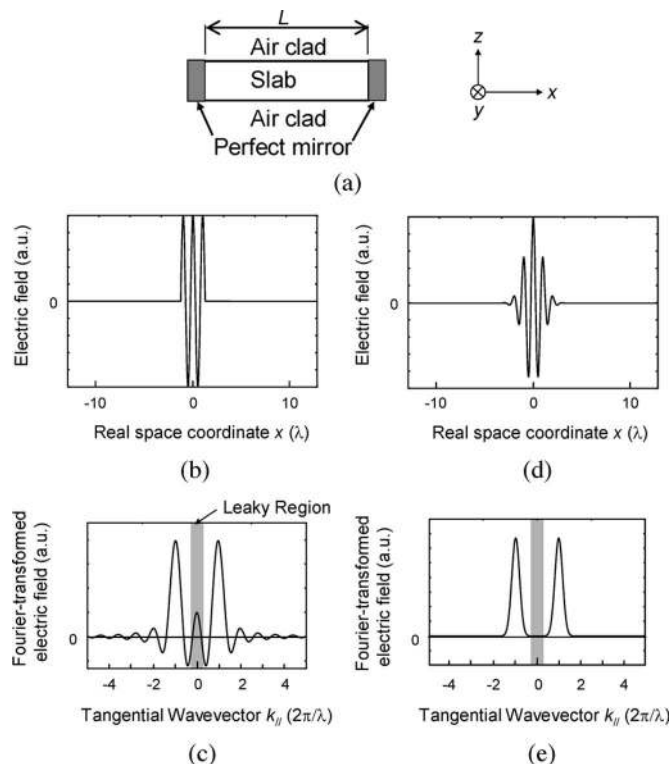 L
Air clad
Slab
Air clad
Perfect mirror
z
x
y
(a)
Electric field (a.u.)
0
-10 0 10
Real space coordinate x (λ)
(b)
Electric field (a.u.)
0
-10 0 10
Real space coordinate x (λ)
(d)
Leaky Region
Fourier-transformed
electric field (a.u.)
0
-4 -2 0 2 4
Tangential Wavevector k// (2π/λ)
(c)
Fourier-transformed
electric field (a.u.)
0
-4 -2 0 2 4
Tangential Wavevector k// (2π/λ)
(e)